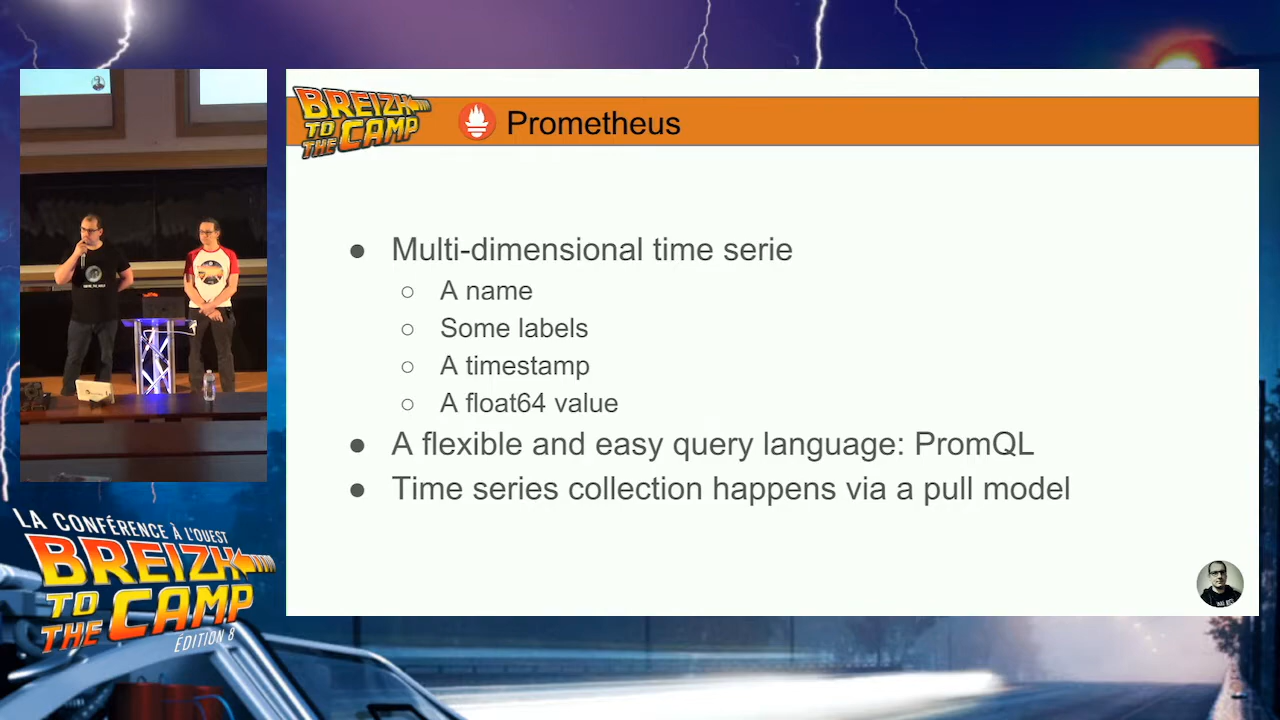 BREIZH
TO
THE CAMP
Prometheus
● Multi-dimensional time serie
○ A name
○ Some labels
○ A timestamp
○ A float64 value
● A flexible and easy query language: PromQL
● Time series collection happens via a pull model
LA CONFÉRENCE À L'OUEST
BREIZH
TO
THE CAMP
ÉDITION 8